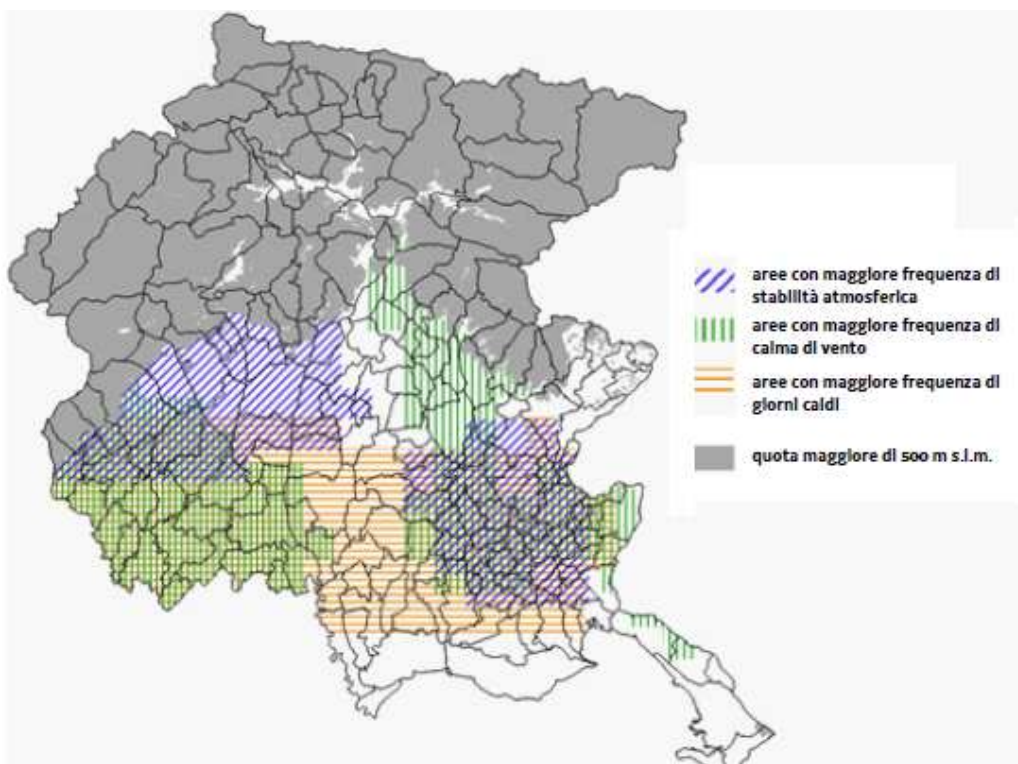 aree con maggiore frequenza di
stabilità atmosferica
aree con maggiore frequenza di
calma di vento
aree con maggiore frequenza di
giorni caldi
quota maggiore di 500 m s.l.m.